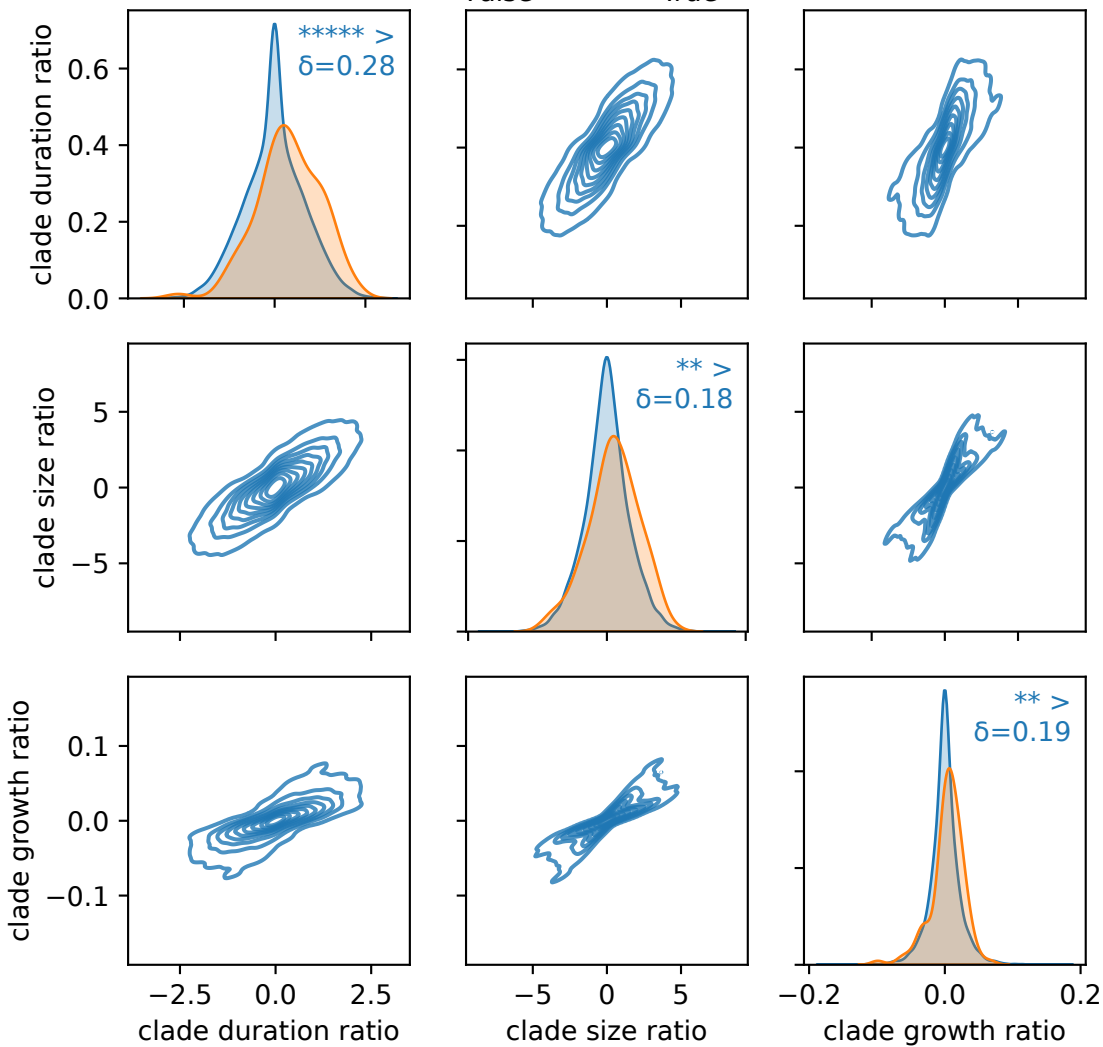 clade duration ratio
0.6
0.4
0.2
0.0
***** >
δ=0.28
clade size ratio
5
0
−5
** >
δ=0.18
clade growth ratio
0.1
0.0
−0.1
** >
δ=0.19
−2.5 0.0 2.5
−5 0 5
−0.2 0.0 0.2
clade duration ratio
clade size ratio
clade growth ratio